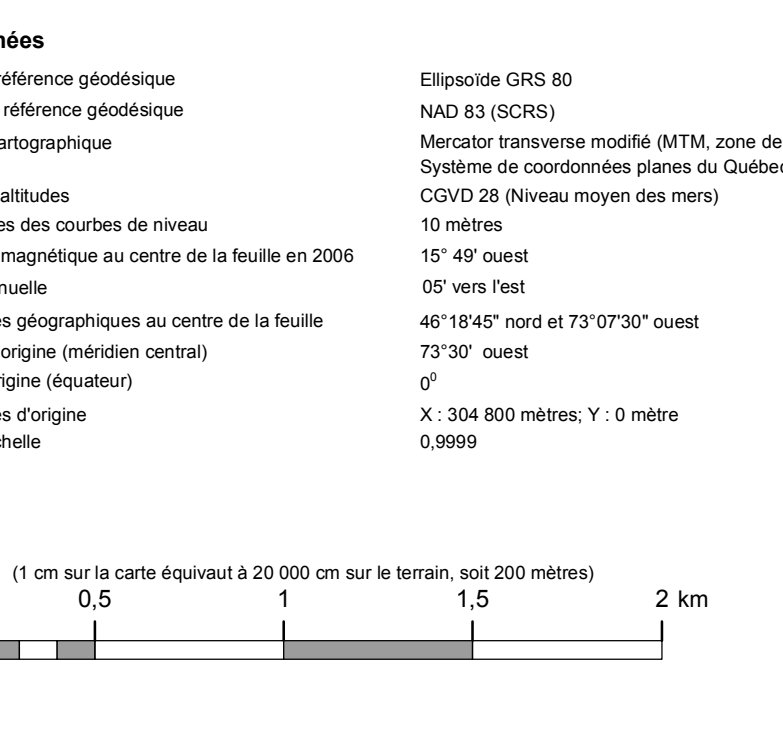 nées
référence géodésique Ellipsoïde GRS 80
référence géodésique NAD 83 (SCRS)
artographique Mercator transverse modifié (MTM, zone de
Système de coordonnées planes du Québec
altitudes CGVD 28 (Niveau moyen des mers)
es des courbes de niveau 10 mètres
magnétique au centre de la feuille en 2006 15° 49' ouest
nuelle 05' vers l'est
es géographiques au centre de la feuille 46°18'45" nord et 73°07'30" ouest
origine (méridien central) 73°30' ouest
rigine (équateur) 0⁰
es d'origine X : 304 800 mètres; Y : 0 mètre
chelle 0,9999
(1 cm sur la carte équivaut à 20 000 cm sur le terrain, soit 200 mètres)
0,5 1 1,5 2 km